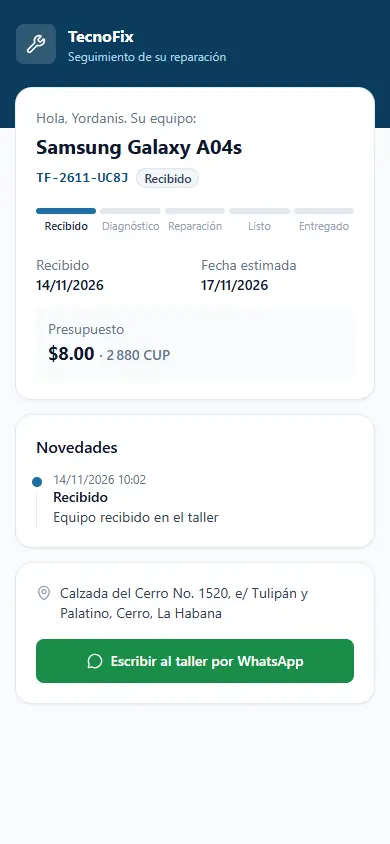 TecnoFix
Seguimiento de su reparación
Hola, Yordanis. Su equipo:
Samsung Galaxy A04s
TF-2611-UC8J Recibido
Recibido Diagnóstico Reparación Listo Entregado
Recibido Fecha estimada
14/11/2026 17/11/2026
Presupuesto
$8.00 · 2 880 CUP
Novedades
14/11/2026 10:02
Recibido
Equipo recibido en el taller
Calzada del Cerro No. 1520, e/ Tulipán y
Palatino, Cerro, La Habana
Escribir al taller por WhatsApp